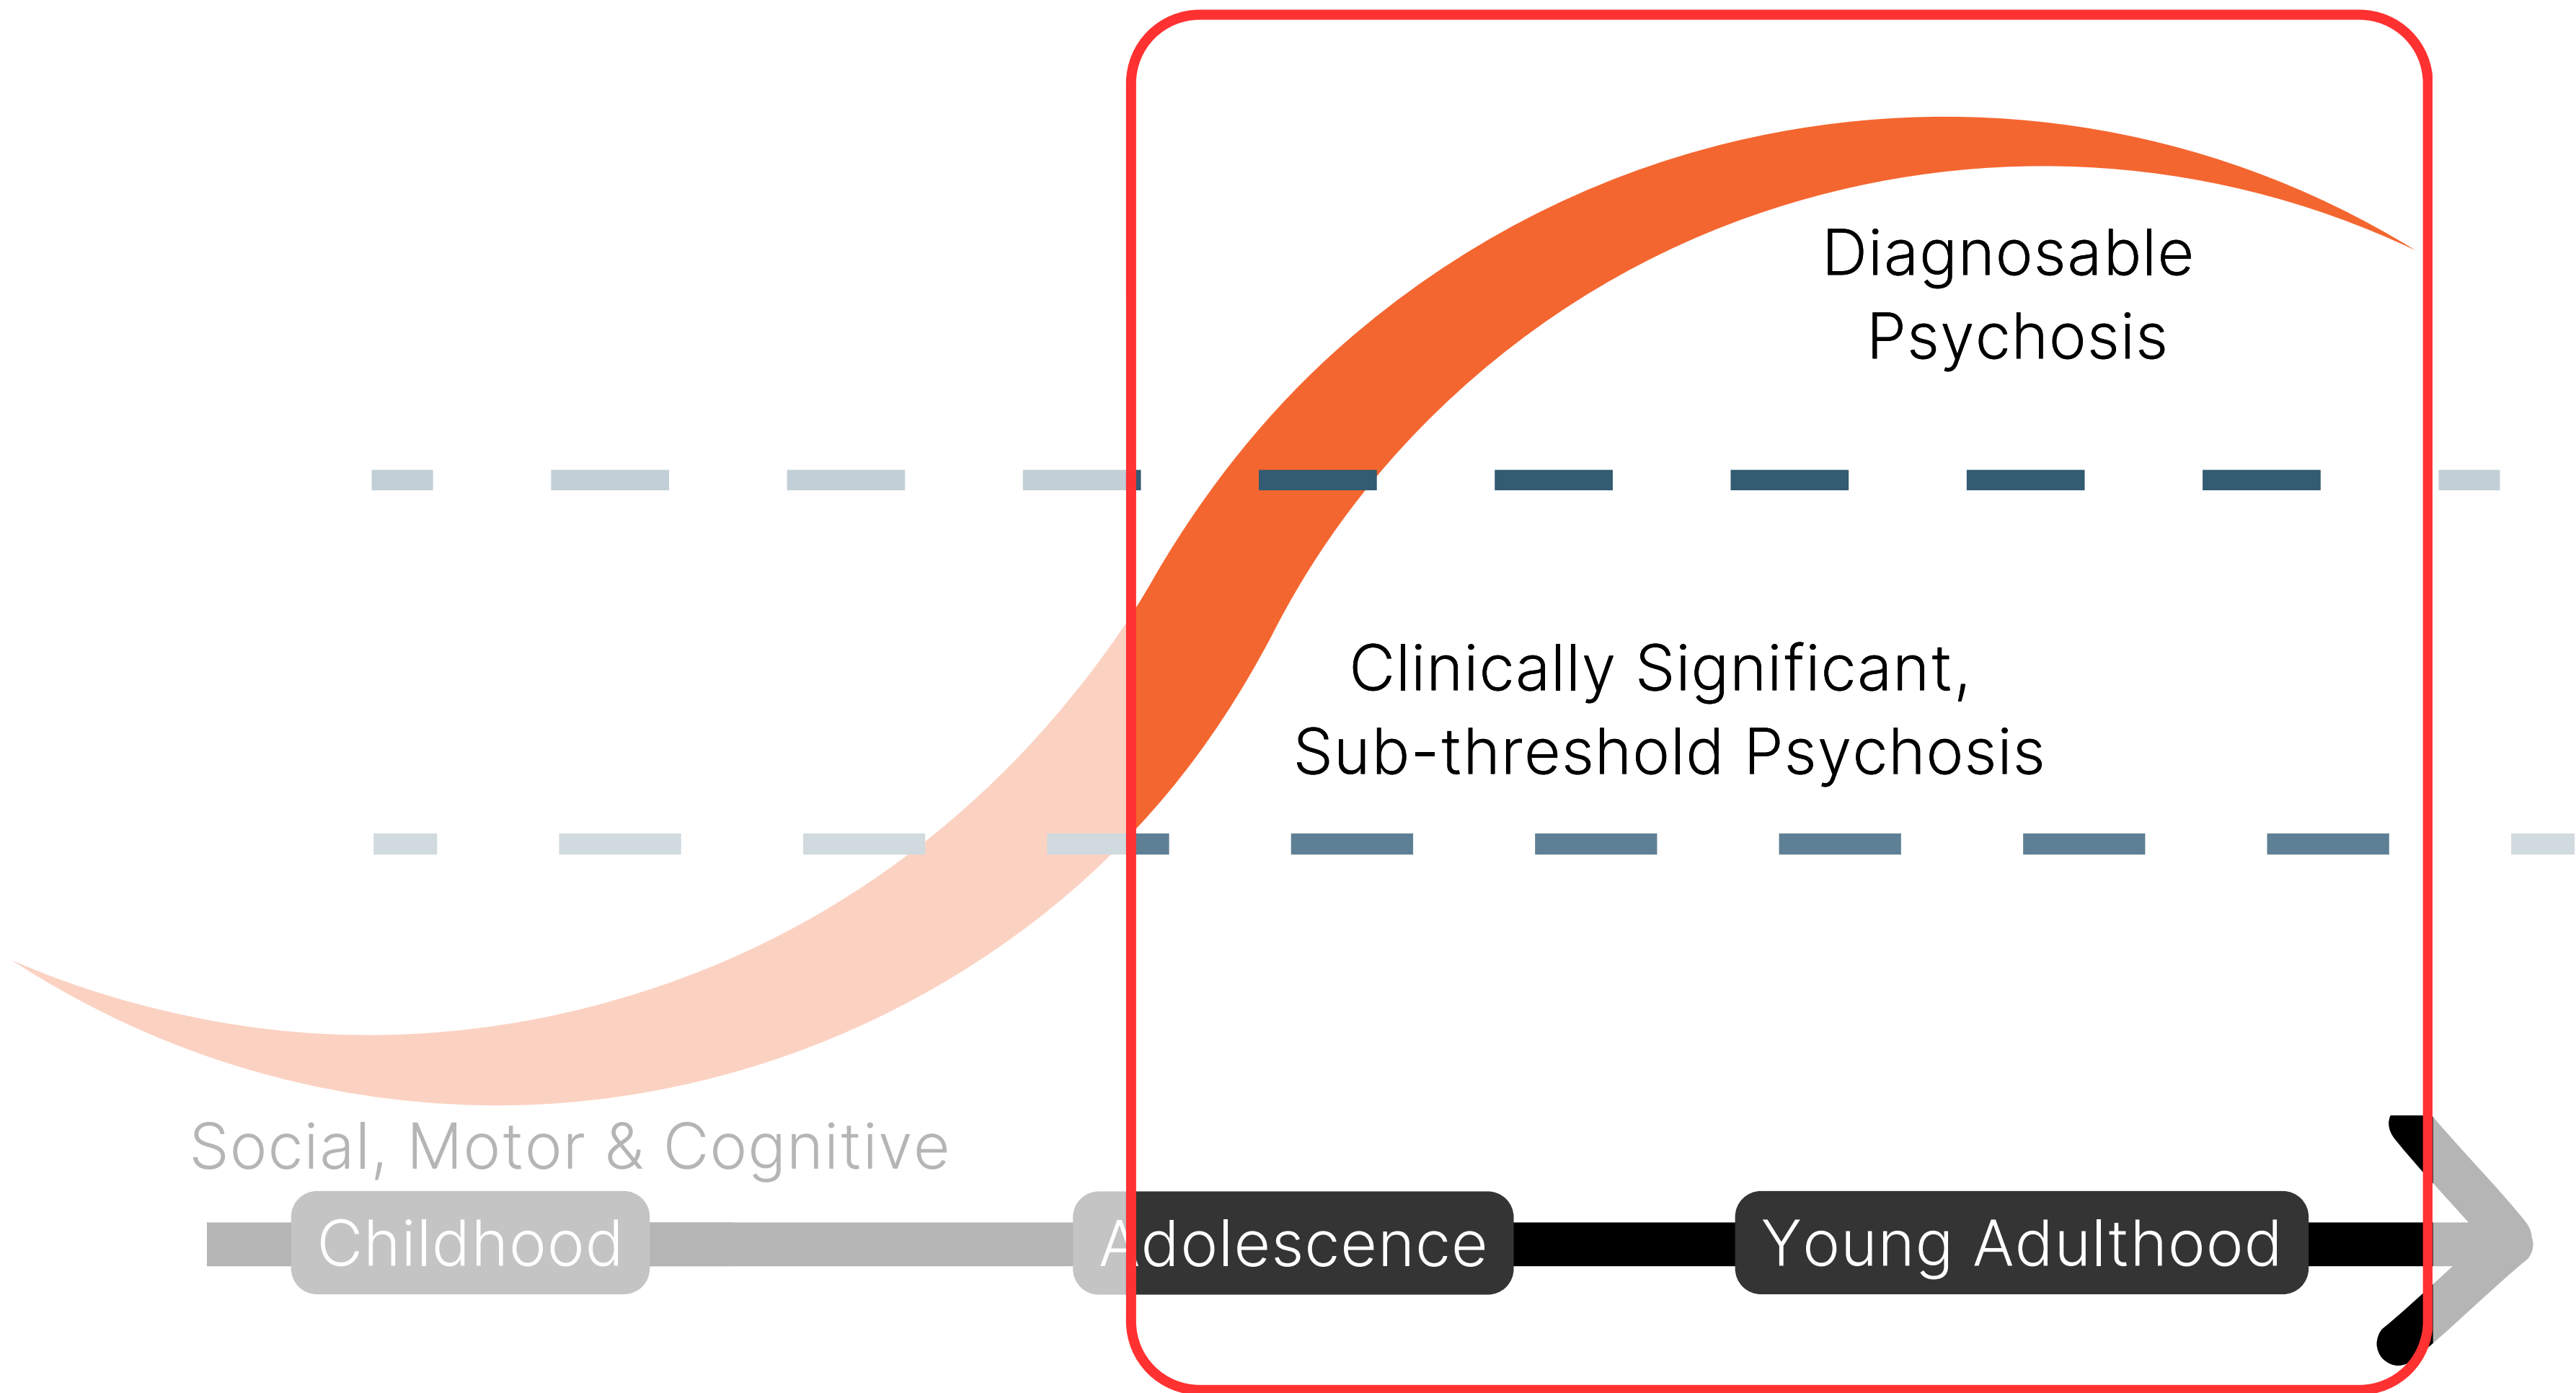 Diagnosable
Psychosis
Clinically Significant,
Sub-threshold Psychosis
Social, Motor & Cognitive
Childhood
Adolescence
Young Adulthood